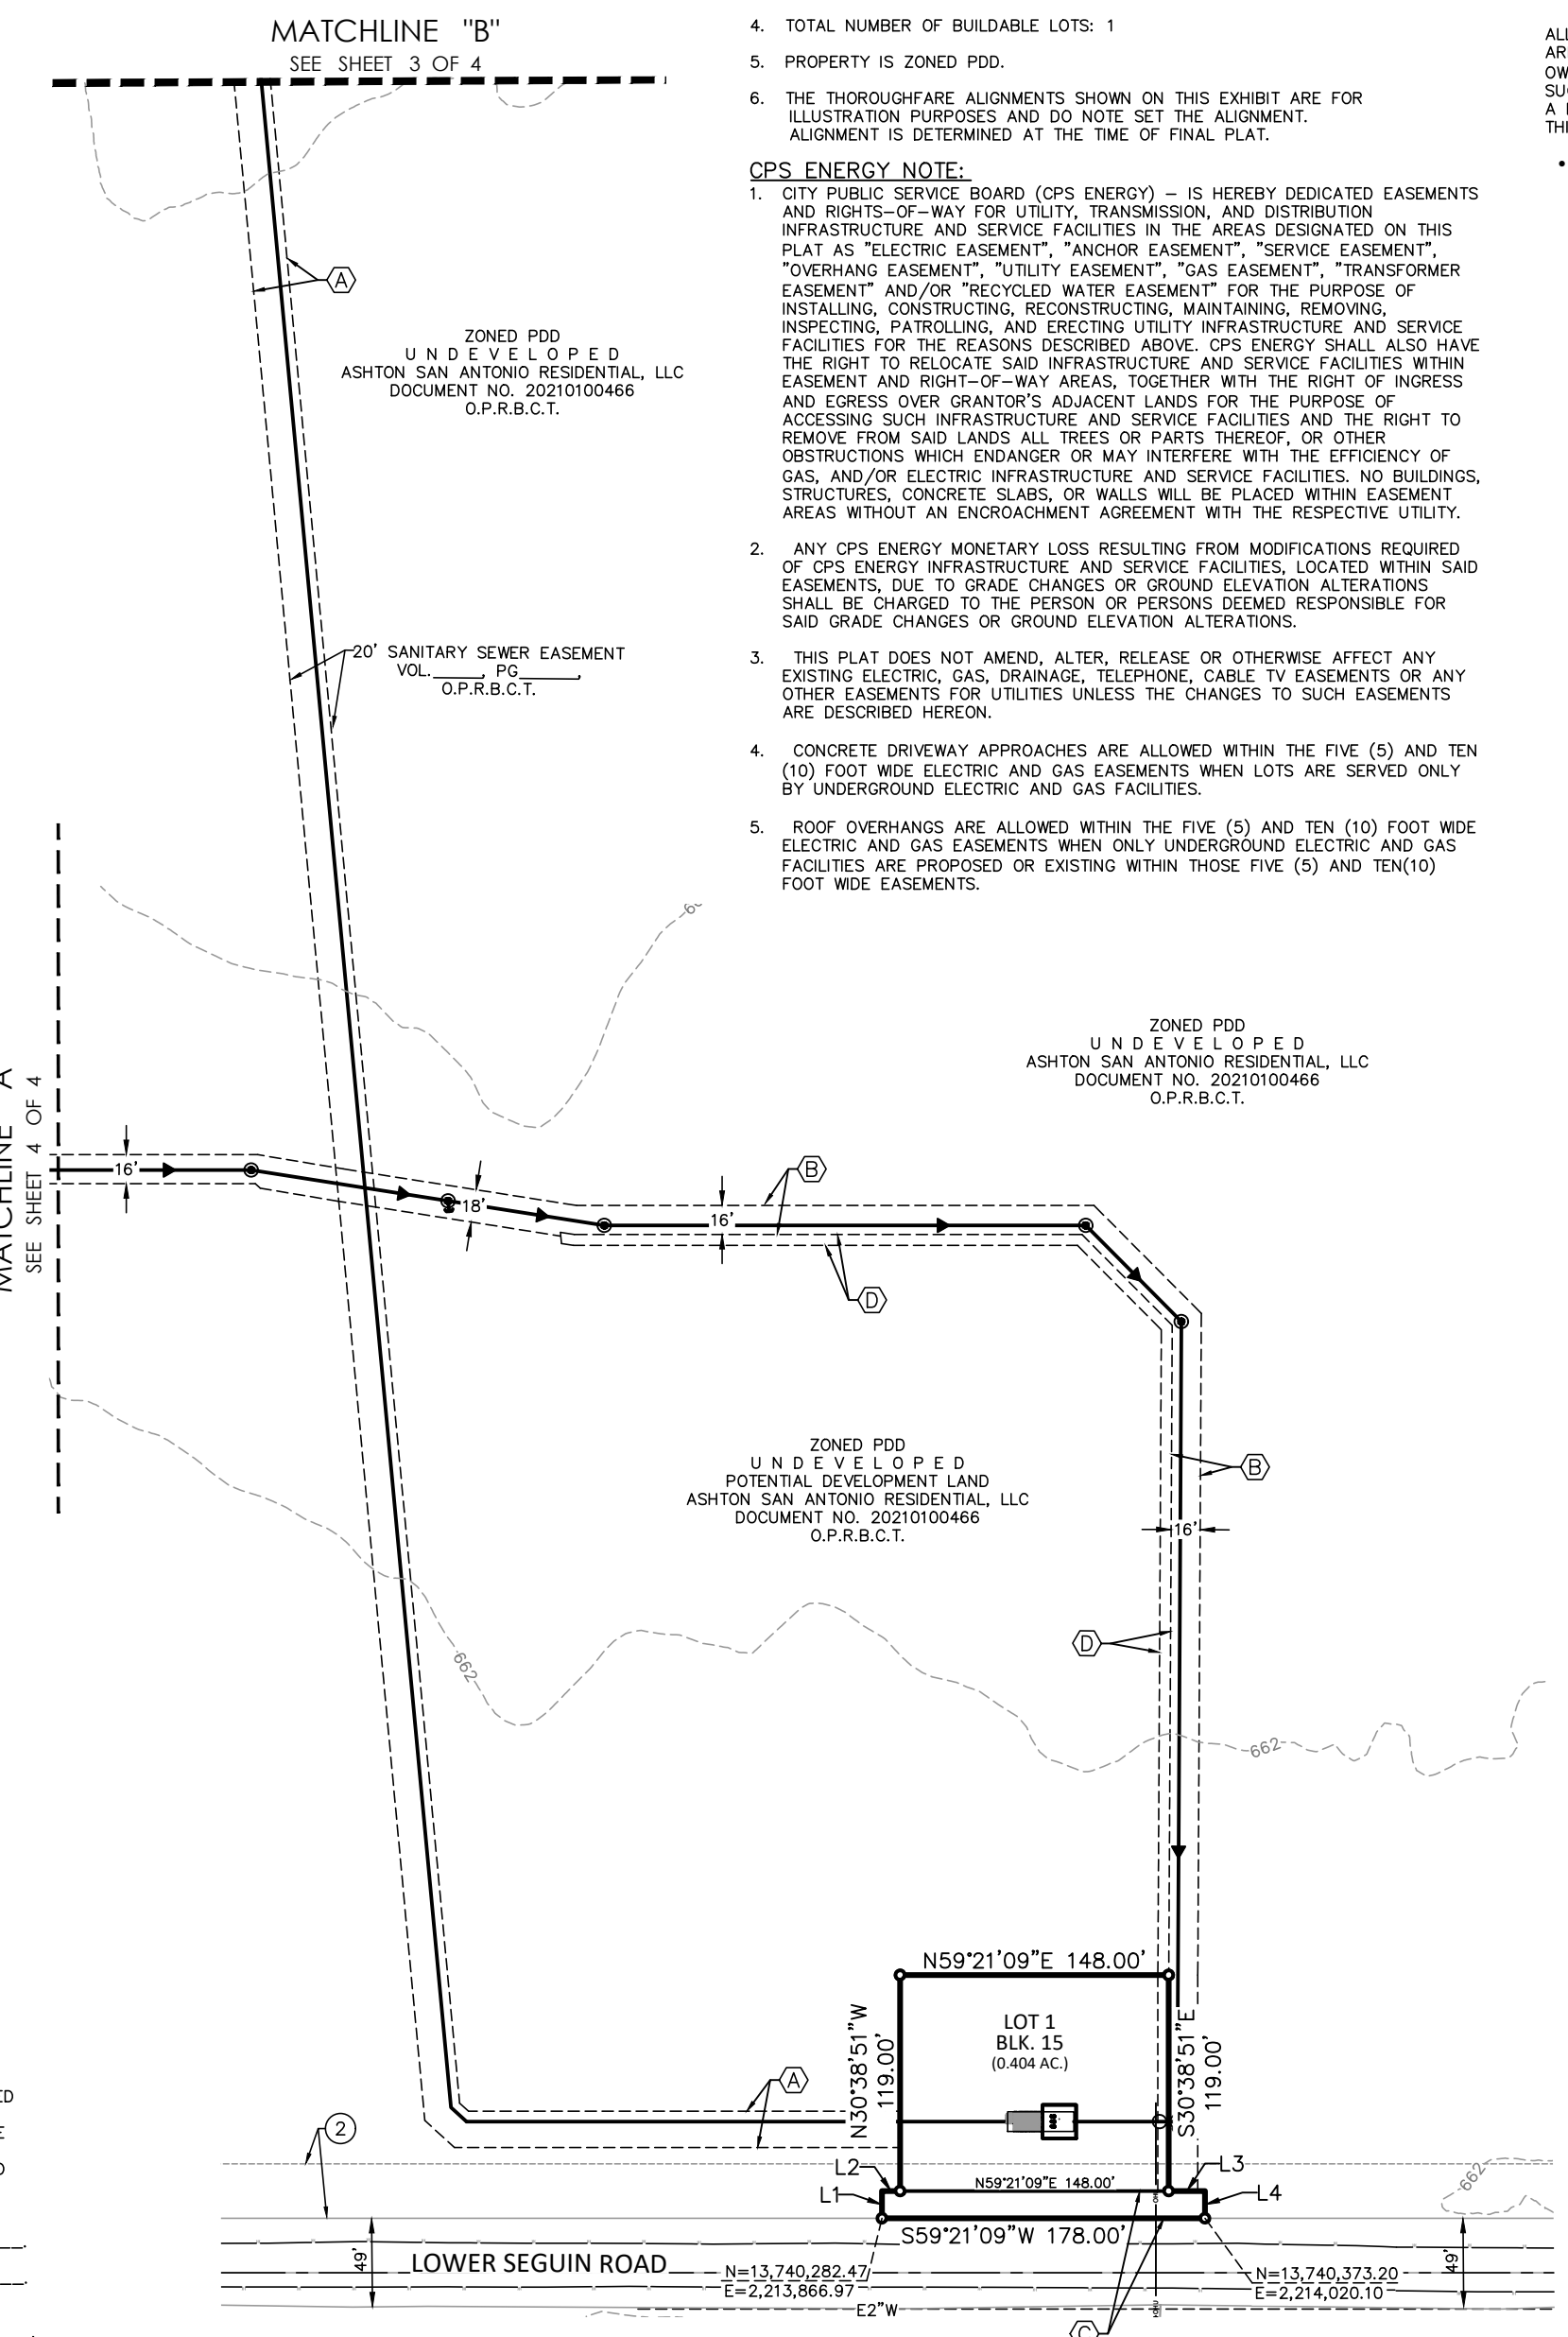 MATCHLINE "B"
SEE SHEET 3 OF 4
4. TOTAL NUMBER OF BUILDABLE LOTS: 1
5. PROPERTY IS ZONED PDD.
6. THE THOROUGHFARE ALIGNMENTS SHOWN ON THIS EXHIBIT ARE FOR
ILLUSTRATION PURPOSES AND DO NOTE SET THE ALIGNMENT.
ALIGNMENT IS DETERMINED AT THE TIME OF FINAL PLAT.
CPS ENERGY NOTE:
1. CITY PUBLIC SERVICE BOARD (CPS ENERGY) – IS HEREBY DEDICATED EASEMENTS
AND RIGHTS–OF–WAY FOR UTILITY, TRANSMISSION, AND DISTRIBUTION
INFRASTRUCTURE AND SERVICE FACILITIES IN THE AREAS DESIGNATED ON THIS
PLAT AS "ELECTRIC EASEMENT", "ANCHOR EASEMENT", "SERVICE EASEMENT",
"OVERHANG EASEMENT", "UTILITY EASEMENT", "GAS EASEMENT", "TRANSFORMER
EASEMENT" AND/OR "RECYCLED WATER EASEMENT" FOR THE PURPOSE OF
INSTALLING, CONSTRUCTING, RECONSTRUCTING, MAINTAINING, REMOVING,
INSPECTING, PATROLLING, AND ERECTING UTILITY INFRASTRUCTURE AND SERVICE
FACILITIES FOR THE REASONS DESCRIBED ABOVE. CPS ENERGY SHALL ALSO HAVE
THE RIGHT TO RELOCATE SAID INFRASTRUCTURE AND SERVICE FACILITIES WITHIN
EASEMENT AND RIGHT–OF–WAY AREAS, TOGETHER WITH THE RIGHT OF INGRESS
AND EGRESS OVER GRANTOR'S ADJACENT LANDS FOR THE PURPOSE OF
ACCESSING SUCH INFRASTRUCTURE AND SERVICE FACILITIES AND THE RIGHT TO
REMOVE FROM SAID LANDS ALL TREES OR PARTS THEREOF, OR OTHER
OBSTRUCTIONS WHICH ENDANGER OR MAY INTERFERE WITH THE EFFICIENCY OF
GAS, AND/OR ELECTRIC INFRASTRUCTURE AND SERVICE FACILITIES. NO BUILDINGS,
STRUCTURES, CONCRETE SLABS, OR WALLS WILL BE PLACED WITHIN EASEMENT
AREAS WITHOUT AN ENCROACHMENT AGREEMENT WITH THE RESPECTIVE UTILITY.
2. ANY CPS ENERGY MONETARY LOSS RESULTING FROM MODIFICATIONS REQUIRED
OF CPS ENERGY INFRASTRUCTURE AND SERVICE FACILITIES, LOCATED WITHIN SAID
EASEMENTS, DUE TO GRADE CHANGES OR GROUND ELEVATION ALTERATIONS
SHALL BE CHARGED TO THE PERSON OR PERSONS DEEMED RESPONSIBLE FOR
SAID GRADE CHANGES OR GROUND ELEVATION ALTERATIONS.
3. THIS PLAT DOES NOT AMEND, ALTER, RELEASE OR OTHERWISE AFFECT ANY
EXISTING ELECTRIC, GAS, DRAINAGE, TELEPHONE, CABLE TV EASEMENTS OR ANY
OTHER EASEMENTS FOR UTILITIES UNLESS THE CHANGES TO SUCH EASEMENTS
ARE DESCRIBED HEREON.
4. CONCRETE DRIVEWAY APPROACHES ARE ALLOWED WITHIN THE FIVE (5) AND TEN
(10) FOOT WIDE ELECTRIC AND GAS EASEMENTS WHEN LOTS ARE SERVED ONLY
BY UNDERGROUND ELECTRIC AND GAS FACILITIES.
5. ROOF OVERHANGS ARE ALLOWED WITHIN THE FIVE (5) AND TEN (10) FOOT WIDE
ELECTRIC AND GAS EASEMENTS WHEN ONLY UNDERGROUND ELECTRIC AND GAS
FACILITIES ARE PROPOSED OR EXISTING WITHIN THOSE FIVE (5) AND TEN(10)
FOOT WIDE EASEMENTS.
A
ZONED PDD
U N D E V E L O P E D
ASHTON SAN ANTONIO RESIDENTIAL, LLC
DOCUMENT NO. 20210100466
O.P.R.B.C.T.
20' SANITARY SEWER EASEMENT
VOL.______, PG_______,
O.P.R.B.C.T.
ZONED PDD
U N D E V E L O P E D
ASHTON SAN ANTONIO RESIDENTIAL, LLC
DOCUMENT NO. 20210100466
O.P.R.B.C.T.
MATCHLINE A
SEE SHEET 4 OF 4
16'
18'
16'
B
D
ZONED PDD
U N D E V E L O P E D
POTENTIAL DEVELOPMENT LAND
ASHTON SAN ANTONIO RESIDENTIAL, LLC
DOCUMENT NO. 20210100466
O.P.R.B.C.T.
B
16'
D
662
662
N59°21'09"E 148.00'
N30°38'51"W
119.00'
LOT 1
BLK. 15
(0.404 AC.)
S30°38'51"E
119.00'
A
2
L2
L1
N59°21'09"E 148.00'
L3
L4
662
S59°21'09"W 178.00'
49'
LOWER SEGUIN ROAD
N=13,740,282.47
E=2,213,866.97
N=13,740,373.20
E=2,214,020.10
49'
E2"W
C